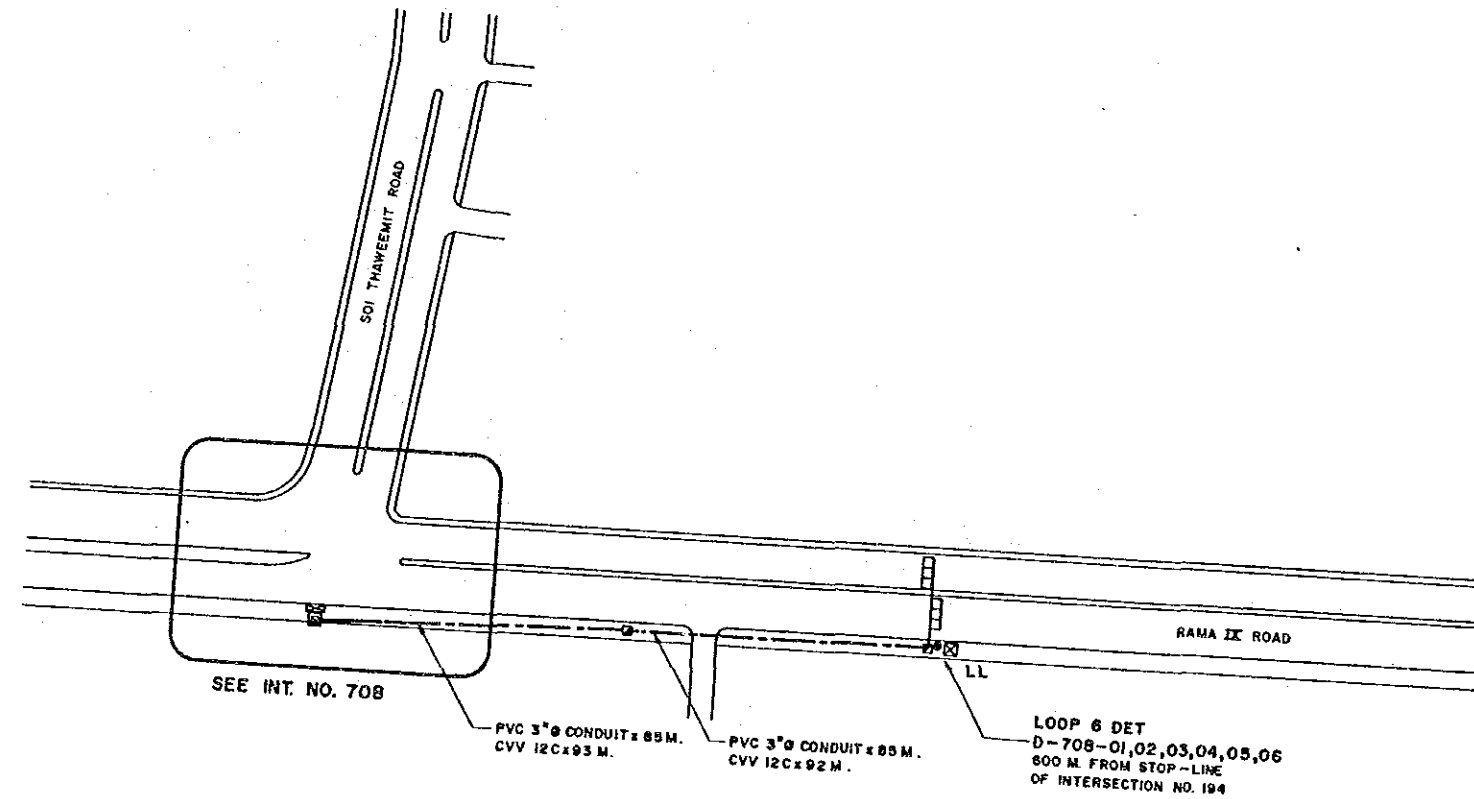 SOI THAWEEMIT ROAD
RAMA IX ROAD
SEE INT. NO. 708
LL
PVC 3"Ø CONDUIT x 85 M.
CVV 12C x 93 M.
PVC 3"Ø CONDUIT x 85 M.
CVV 12C x 92 M.
LOOP 6 DET
D-708-01,02,03,04,05,06
600 M. FROM STOP-LINE
OF INTERSECTION NO. 194